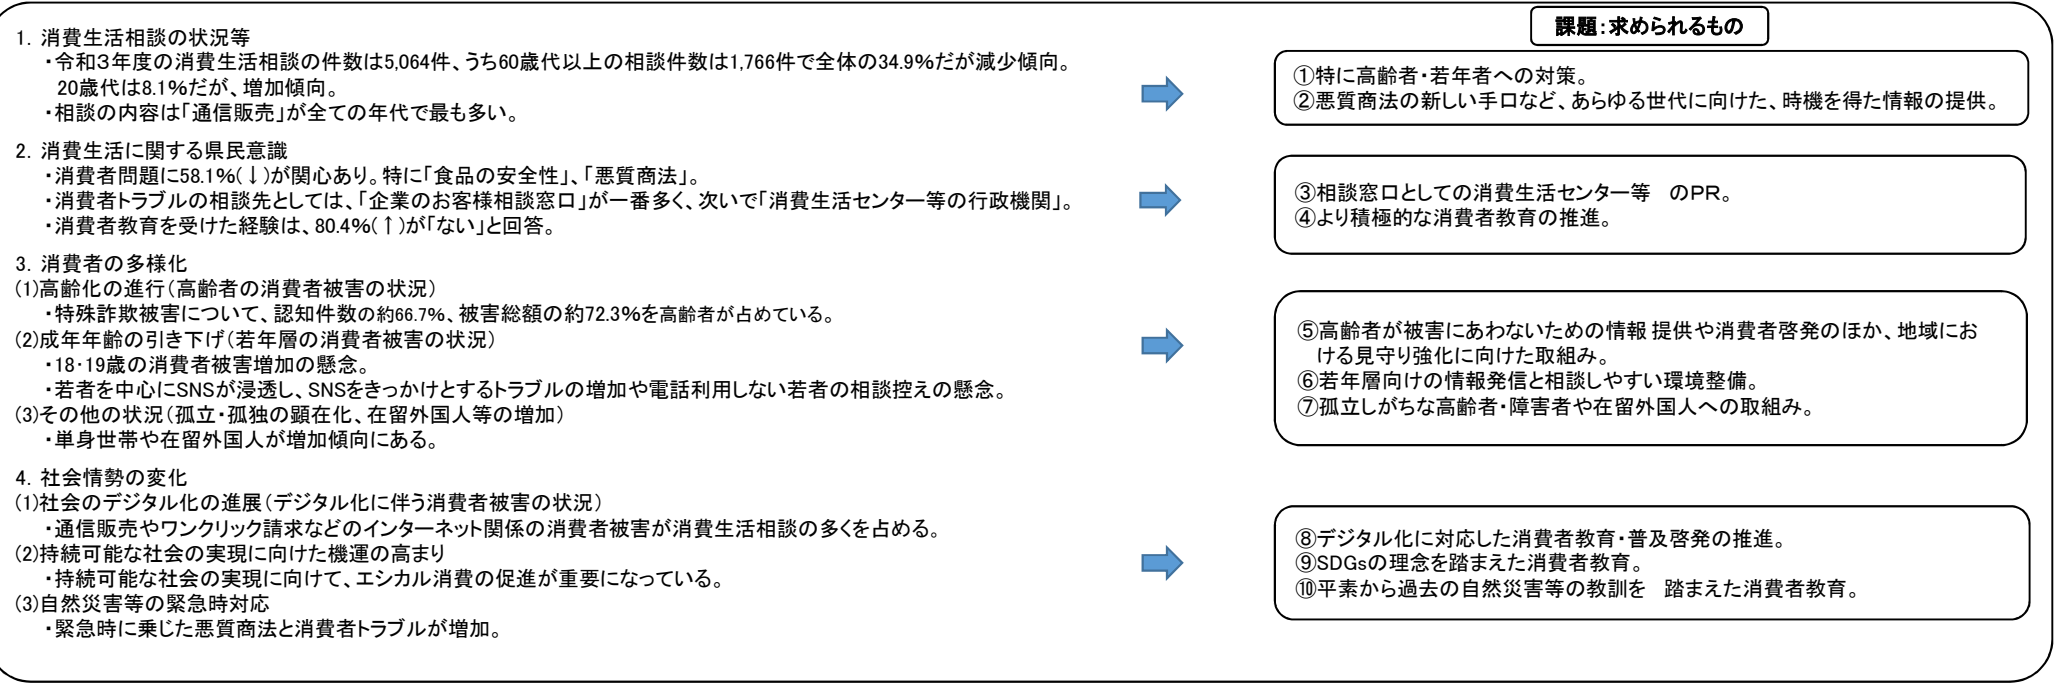 課題：求められるもの
1．消費生活相談の状況等
・令和３年度の消費生活相談の件数は5,064件、うち60歳代以上の相談件数は1,766件で全体の34.9％だが減少傾向。
20歳代は8.1％だが、増加傾向。
・相談の内容は「通信販売」が全ての年代で最も多い。
①特に高齢者・若年者への対策。
②悪質商法の新しい手口など、あらゆる世代に向けた、時機を得た情報の提供。
2．消費生活に関する県民意識
・消費者問題に58.1％(↓)が関心あり。特に「食品の安全性」、「悪質商法」。
・消費者トラブルの相談先としては、「企業のお客様相談窓口」が一番多く、次いで「消費生活センター等の行政機関」。
・消費者教育を受けた経験は、80.4％(↑)が「ない」と回答。
③相談窓口としての消費生活センター等　のＰＲ。
④より積極的な消費者教育の推進。
3．消費者の多様化
(1)高齢化の進行（高齢者の消費者被害の状況）
・特殊詐欺被害について、認知件数の約66.7％、被害総額の約72.3％を高齢者が占めている。
(2)成年年齢の引き下げ（若年層の消費者被害の状況）
・18・19歳の消費者被害増加の懸念。
・若者を中心にSNSが浸透し、SNSをきっかけとするトラブルの増加や電話利用しない若者の相談控えの懸念。
(3)その他の状況（孤立・孤独の顕在化、在留外国人等の増加）
・単身世帯や在留外国人が増加傾向にある。
⑤高齢者が被害にあわないための情報 提供や消費者啓発のほか、地域にお
ける見守り強化に向けた取組み。
⑥若年層向けの情報発信と相談しやすい環境整備。
⑦孤立しがちな高齢者・障害者や在留外国人への取組み。
4．社会情勢の変化
(1)社会のデジタル化の進展（デジタル化に伴う消費者被害の状況）
・通信販売やワンクリック請求などのインターネット関係の消費者被害が消費生活相談の多くを占める。
(2)持続可能な社会の実現に向けた機運の高まり
・持続可能な社会の実現に向けて、エシカル消費の促進が重要になっている。
(3)自然災害等の緊急時対応
・緊急時に乗じた悪質商法と消費者トラブルが増加。
⑧デジタル化に対応した消費者教育・普及啓発の推進。
⑨SDGsの理念を踏まえた消費者教育。
⑩平素から過去の自然災害等の教訓を　踏まえた消費者教育。